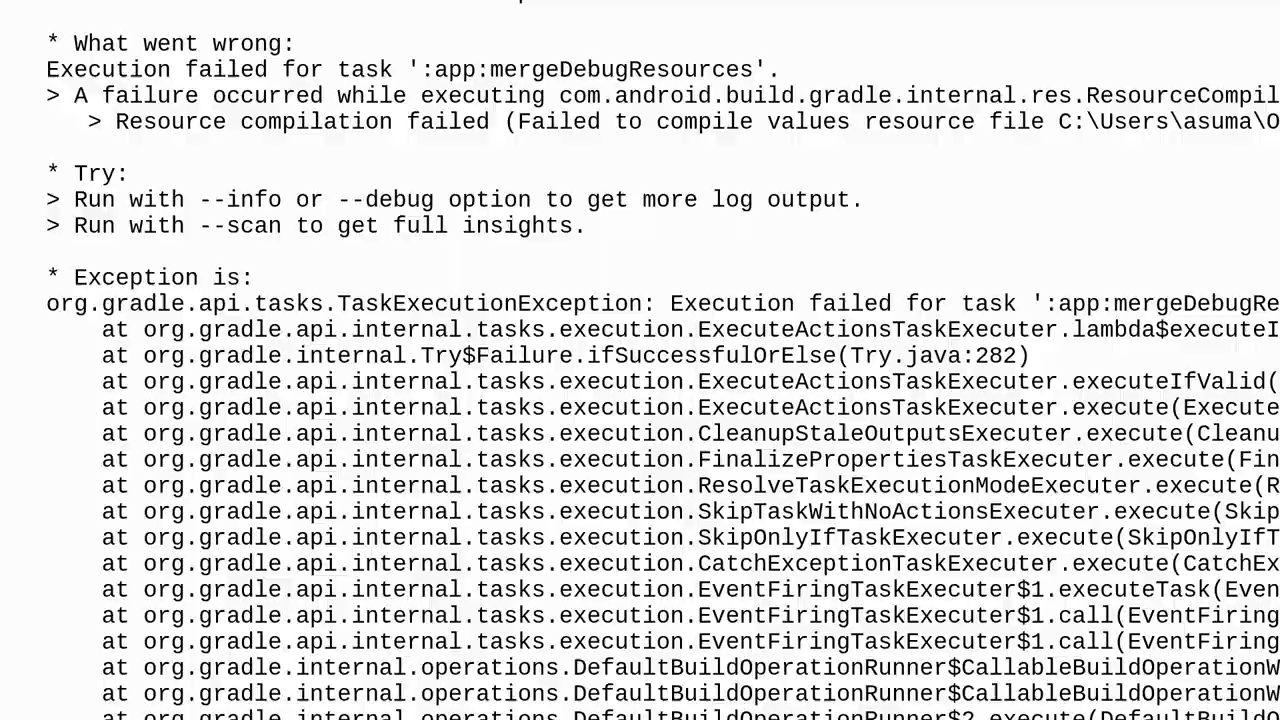 * What went wrong:
Execution failed for task ':app:mergeDebugResources'.
> A failure occurred while executing com.android.build.gradle.internal.res.ResourceCompil
> Resource compilation failed (Failed to compile values resource file C:\Users\asuma\O
* Try:
> Run with --info or --debug option to get more log output.
> Run with --scan to get full insights.
* Exception is:
org.gradle.api.tasks.TaskExecutionException: Execution failed for task ':app:mergeDebugRe
at org.gradle.api.internal.tasks.execution.ExecuteActionsTaskExecuter.lambda$executeI
at org.gradle.internal.Try$Failure.ifSuccessfulOrElse(Try.java:282)
at org.gradle.api.internal.tasks.execution.ExecuteActionsTaskExecuter.executeIfValid(
at org.gradle.api.internal.tasks.execution.ExecuteActionsTaskExecuter.execute(Execute
at org.gradle.api.internal.tasks.execution.CleanupStaleOutputsExecuter.execute(Cleanu
at org.gradle.api.internal.tasks.execution.FinalizePropertiesTaskExecuter.execute(Fin
at org.gradle.api.internal.tasks.execution.ResolveTaskExecutionModeExecuter.execute(R
at org.gradle.api.internal.tasks.execution.SkipTaskWithNoActionsExecuter.execute(Skip
at org.gradle.api.internal.tasks.execution.SkipOnlyIfTaskExecuter.execute(SkipOnlyIfT
at org.gradle.api.internal.tasks.execution.CatchExceptionTaskExecuter.execute(CatchEx
at org.gradle.api.internal.tasks.execution.EventFiringTaskExecuter$1.executeTask(Even
at org.gradle.api.internal.tasks.execution.EventFiringTaskExecuter$1.call(EventFiring
at org.gradle.api.internal.tasks.execution.EventFiringTaskExecuter$1.call(EventFiring
at org.gradle.internal.operations.DefaultBuildOperationRunner$CallableBuildOperationW
at org.gradle.internal.operations.DefaultBuildOperationRunner$CallableBuildOperationW
at org.gradle.internal.operations.DefaultBuildOperationRunner$2.execute(DefaultBuildO